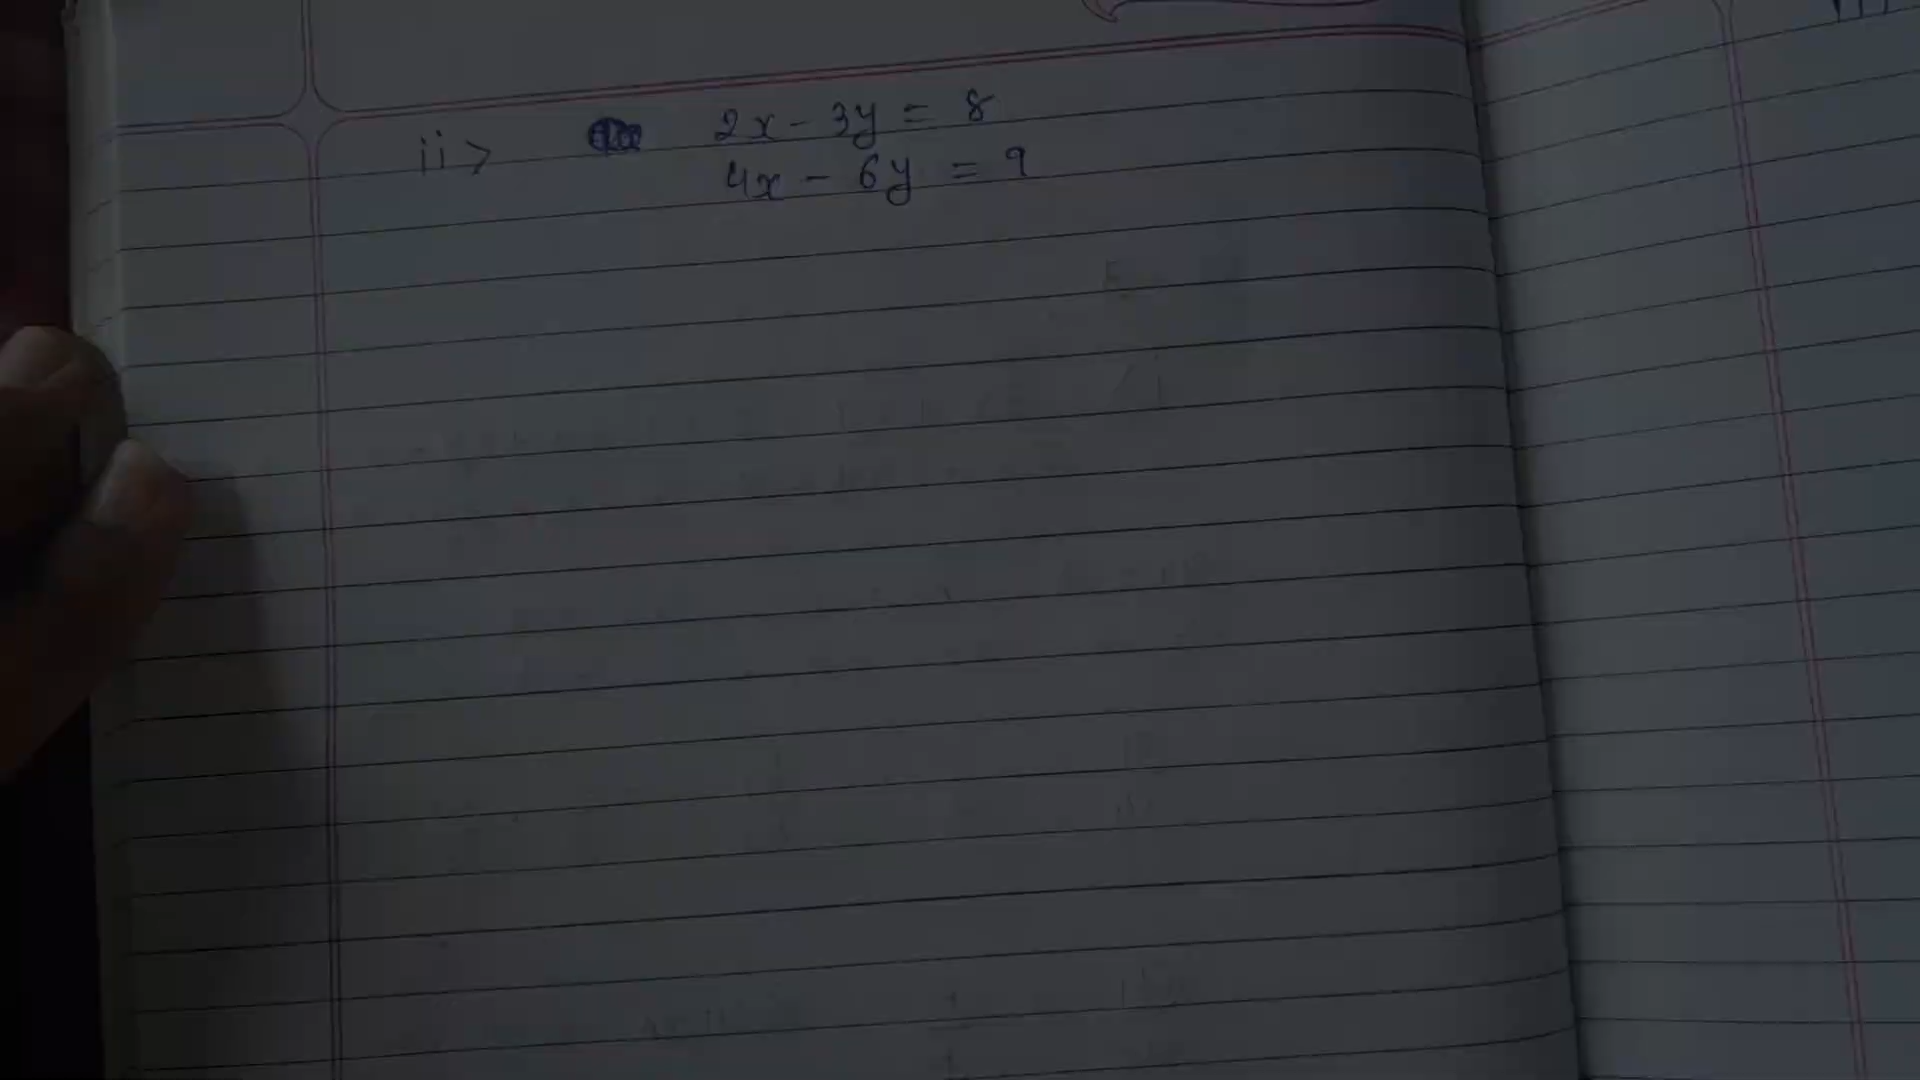 ii> 2x - 3y = 8
4x - 6y = 9